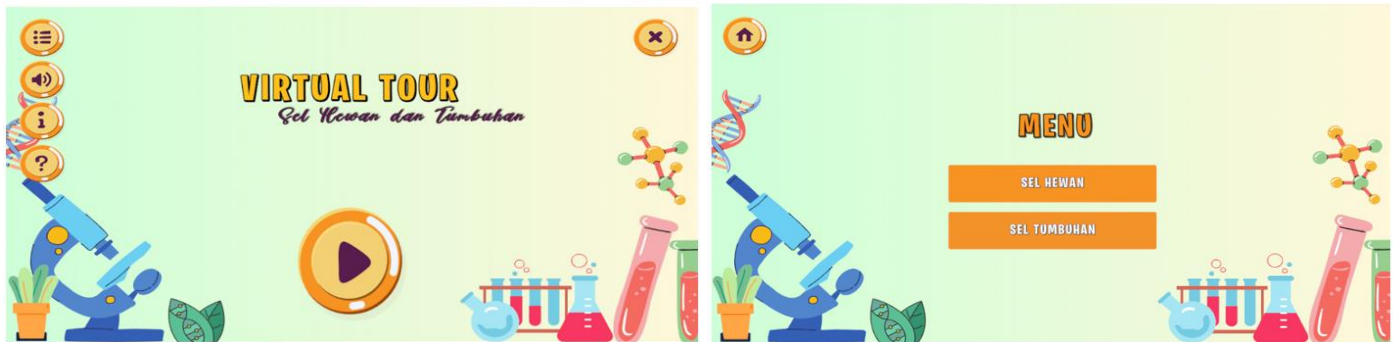 VIRTUAL TOUR
Sel Hewan dan Tumbuhan
i
?
MENU
SEL HEWAN
SEL TUMBUHAN